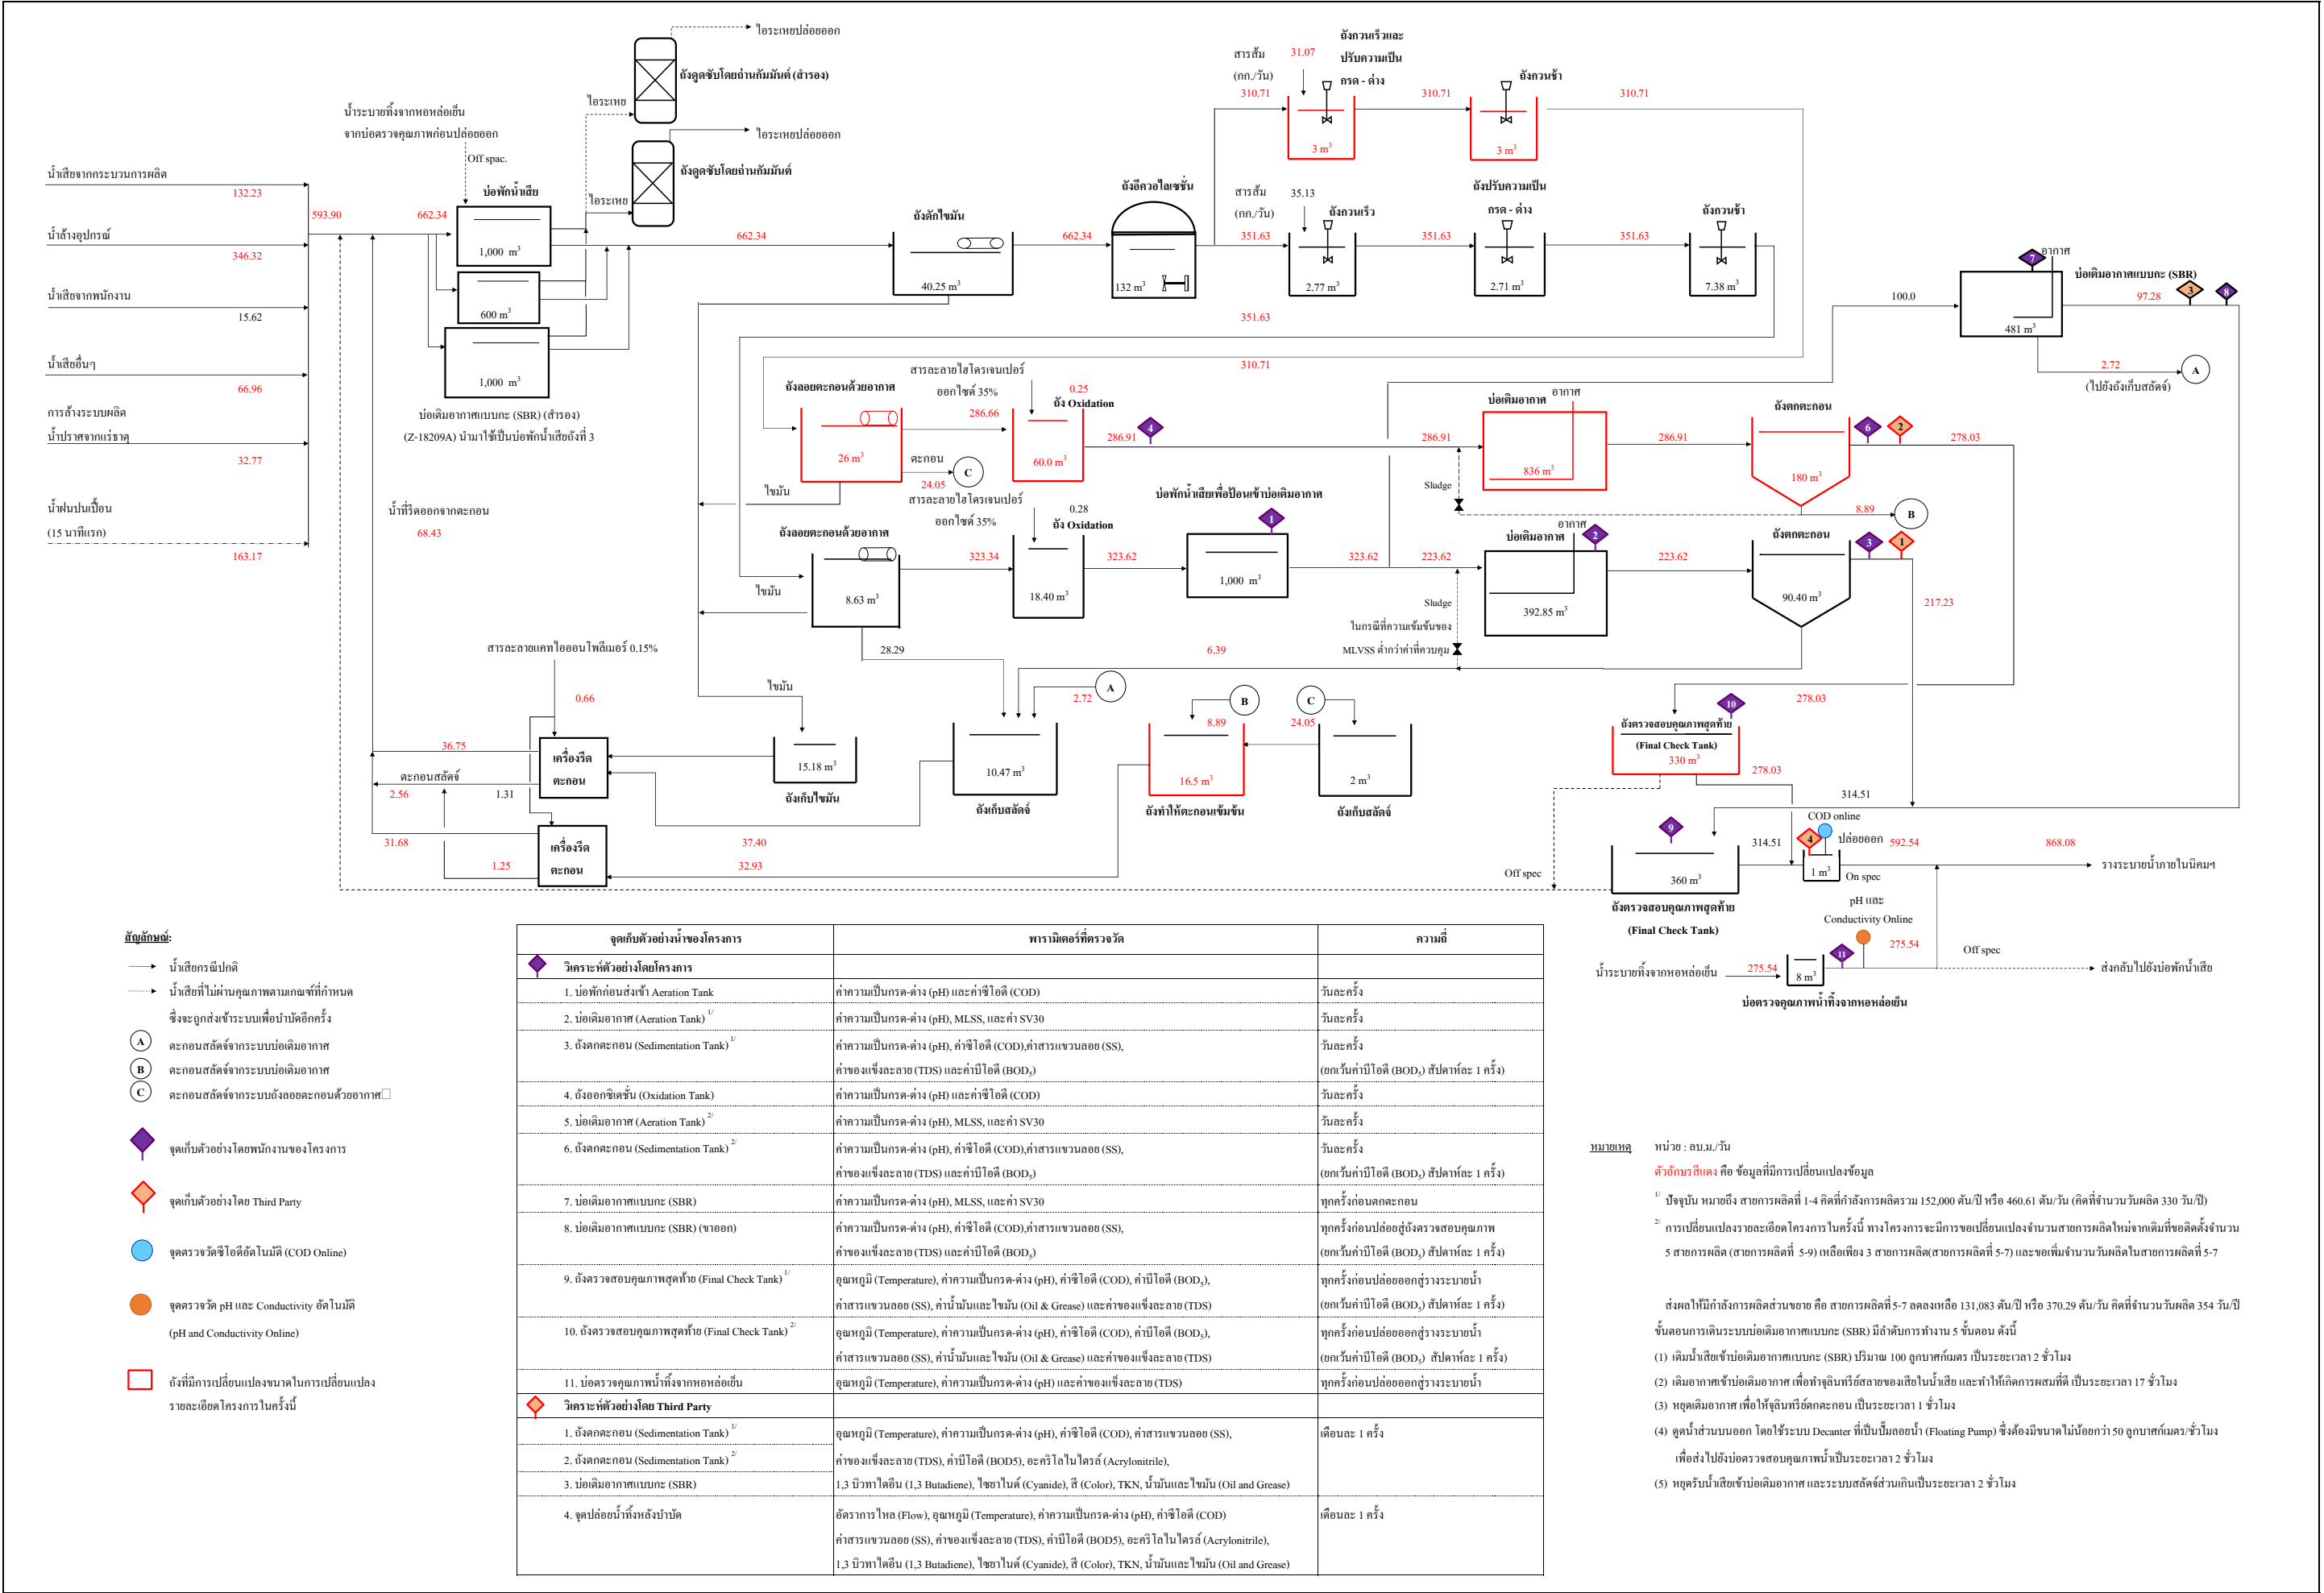 ไอระเหยปล่อยออก
ถังดูดซับโดยถ่านกัมมันต์ (สำรอง)
ไอระเหย
ไอระเหยปล่อยออก
ถังดูดซับโดยถ่านกัมมันต์
ไอระเหย
น้ำระบายทิ้งจากหอหล่อเย็น
จากบ่อตรวจคุณภาพก่อนปล่อยออก
Off spac.
น้ำเสียจากกระบวนการผลิต
132.23
น้ำล้างอุปกรณ์
346.32
น้ำเสียจากพนักงาน
15.62
น้ำเสียอื่นๆ
66.96
การล้างระบบผลิต
น้ำปราศจากแร่ธาตุ
32.77
น้ำฝนปนเปื้อน
(15 นาทีแรก)
163.17
593.90
662.34
บ่อพักน้ำเสีย
1,000 m³
600 m³
1,000 m³
บ่อเติมอากาศแบบกะ (SBR) (สำรอง)
(Z-18209A) นำมาใช้เป็นบ่อพักน้ำเสียถังที่ 3
น้ำที่รีดออกจากตะกอน
68.43
662.34
ถังดักไขมัน
40.25 m³
662.34
ถังอีควอไลเซชั่น
132 m³
สารส้ม
(กก./วัน)
31.07
310.71
ถังกวนเร็วและ
ปรับความเป็น
กรด - ด่าง
3 m³
310.71
ถังกวนช้า
3 m³
310.71
สารส้ม
(กก./วัน)
35.13
351.63
ถังกวนเร็ว
2.77 m³
351.63
ถังปรับความเป็น
กรด - ด่าง
2.71 m³
351.63
ถังกวนช้า
7.38 m³
351.63
310.71
100.0
7
อากาศ
บ่อเติมอากาศแบบกะ (SBR)
481 m³
97.28
3
8
2.72
(ไปยังถังเก็บสลัดจ์)
A
ถังลอยตะกอนด้วยอากาศ
26 m³
286.66
ตะกอน
24.05
C
ไขมัน
สารละลายไฮโดรเจนเปอร์
ออกไซด์ 35%
0.25
ถัง Oxidation
60.0 m³
286.91
4
286.91
บ่อเติมอากาศ
อากาศ
836 m³
Sludge
286.91
ถังตกตะกอน
180 m³
6
2
278.03
8.89
B
ถังลอยตะกอนด้วยอากาศ
8.63 m³
ไขมัน
28.29
323.34
สารละลายไฮโดรเจนเปอร์
ออกไซด์ 35%
0.28
ถัง Oxidation
18.40 m³
323.62
บ่อพักน้ำเสียเพื่อป้อนเข้าบ่อเติมอากาศ
1
1,000 m³
323.62
223.62
อากาศ
บ่อเติมอากาศ
2
392.85 m³
Sludge
ในกรณีที่ความเข้มข้นของ
MLVSS ต่ำกว่าค่าที่ควบคุม
223.62
ถังตกตะกอน
90.40 m³
3
1
217.23
6.39
สารละลายแคทไอออนโพลีเมอร์ 0.15%
0.66
36.75
เครื่องรีด
ตะกอน
ตะกอนสลัดจ์
2.56
1.31
31.68
1.25
เครื่องรีด
ตะกอน
ไขมัน
15.18 m³
ถังเก็บไขมัน
37.40
32.93
2.72
A
10.47 m³
ถังเก็บสลัดจ์
B
8.89
16.5 m³
ถังทำให้ตะกอนเข้มข้น
C
24.05
2 m³
ถังเก็บสลัดจ์
278.03
10
ถังตรวจสอบคุณภาพสุดท้าย
(Final Check Tank)
330 m³
278.03
314.51
9
360 m³
ถังตรวจสอบคุณภาพสุดท้าย
(Final Check Tank)
Off spec
314.51
COD online
4
ปล่อยออก
592.54
868.08
1 m³
On spec
รางระบายน้ำภายในนิคมฯ
pH และ
Conductivity Online
275.54
Off spec
น้ำระบายทิ้งจากหอหล่อเย็น
275.54
8 m³
11
ส่งกลับไปยังบ่อพักน้ำเสีย
บ่อตรวจคุณภาพน้ำทิ้งจากหอหล่อเย็น
สัญลักษณ์:
น้ำเสียกรณีปกติ
น้ำเสียที่ไม่ผ่านคุณภาพตามเกณฑ์ที่กำหนด
ซึ่งจะถูกส่งเข้าระบบเพื่อบำบัดอีกครั้ง
A ตะกอนสลัดจ์จากระบบบ่อเติมอากาศ
B ตะกอนสลัดจ์จากระบบบ่อเติมอากาศ
C ตะกอนสลัดจ์จากระบบถังลอยตะกอนด้วยอากาศ
จุดเก็บตัวอย่างโดยพนักงานของโครงการ
จุดเก็บตัวอย่างโดย Third Party
จุดตรวจวัดซีโอดีอัตโนมัติ (COD Online)
จุดตรวจวัด pH และ Conductivity อัตโนมัติ
(pH and Conductivity Online)
ถังที่มีการเปลี่ยนแปลงขนาดในการเปลี่ยนแปลง
รายละเอียดโครงการในครั้งนี้
จุดเก็บตัวอย่างน้ำของโครงการ พารามิเตอร์ที่ตรวจวัด ความถี่
วิเคราะห์ตัวอย่างโดยโครงการ
1. บ่อพักก่อนส่งเข้า Aeration Tank ค่าความเป็นกรด-ด่าง (pH) และค่าซีโอดี (COD) วันละครั้ง
2. บ่อเติมอากาศ (Aeration Tank) 1/ ค่าความเป็นกรด-ด่าง (pH), MLSS, และค่า SV30 วันละครั้ง
3. ถังตกตะกอน (Sedimentation Tank) 1/ ค่าความเป็นกรด-ด่าง (pH), ค่าซีโอดี (COD),ค่าสารแขวนลอย (SS), วันละครั้ง
ค่าของแข็งละลาย (TDS) และค่าบีโอดี (BOD₅) (ยกเว้นค่าบีโอดี (BOD₅) สัปดาห์ละ 1 ครั้ง)
4. ถังออกซิเดชั่น (Oxidation Tank) ค่าความเป็นกรด-ด่าง (pH) และค่าซีโอดี (COD) วันละครั้ง
5. บ่อเติมอากาศ (Aeration Tank) 2/ ค่าความเป็นกรด-ด่าง (pH), MLSS, และค่า SV30 วันละครั้ง
6. ถังตกตะกอน (Sedimentation Tank) 2/ ค่าความเป็นกรด-ด่าง (pH), ค่าซีโอดี (COD),ค่าสารแขวนลอย (SS), วันละครั้ง
ค่าของแข็งละลาย (TDS) และค่าบีโอดี (BOD₅) (ยกเว้นค่าบีโอดี (BOD₅) สัปดาห์ละ 1 ครั้ง)
7. บ่อเติมอากาศแบบกะ (SBR) ค่าความเป็นกรด-ด่าง (pH), MLSS, และค่า SV30 ทุกครั้งก่อนตกตะกอน
8. บ่อเติมอากาศแบบกะ (SBR) (ขาออก) ค่าความเป็นกรด-ด่าง (pH), ค่าซีโอดี (COD),ค่าสารแขวนลอย (SS), ทุกครั้งก่อนปล่อยสู่ถังตรวจสอบคุณภาพ
ค่าของแข็งละลาย (TDS) และค่าบีโอดี (BOD₅) (ยกเว้นค่าบีโอดี (BOD₅) สัปดาห์ละ 1 ครั้ง)
9. ถังตรวจสอบคุณภาพสุดท้าย (Final Check Tank) 1/ อุณหภูมิ (Temperature), ค่าความเป็นกรด-ด่าง (pH), ค่าซีโอดี (COD), ค่าบีโอดี (BOD₅), ทุกครั้งก่อนปล่อยออกสู่รางระบายน้ำ
ค่าสารแขวนลอย (SS), ค่าน้ำมันและไขมัน (Oil & Grease) และค่าของแข็งละลาย (TDS) (ยกเว้นค่าบีโอดี (BOD₅) สัปดาห์ละ 1 ครั้ง)
10. ถังตรวจสอบคุณภาพสุดท้าย (Final Check Tank) 2/ อุณหภูมิ (Temperature), ค่าความเป็นกรด-ด่าง (pH), ค่าซีโอดี (COD), ค่าบีโอดี (BOD₅), ทุกครั้งก่อนปล่อยออกสู่รางระบายน้ำ
ค่าสารแขวนลอย (SS), ค่าน้ำมันและไขมัน (Oil & Grease) และค่าของแข็งละลาย (TDS) (ยกเว้นค่าบีโอดี (BOD₅) สัปดาห์ละ 1 ครั้ง)
11. บ่อตรวจคุณภาพน้ำทิ้งจากหอหล่อเย็น อุณหภูมิ (Temperature), ค่าความเป็นกรด-ด่าง (pH) และค่าของแข็งละลาย (TDS) ทุกครั้งก่อนปล่อยออกสู่รางระบายน้ำ
วิเคราะห์ตัวอย่างโดย Third Party
1. ถังตกตะกอน (Sedimentation Tank) 1/ อุณหภูมิ (Temperature), ค่าความเป็นกรด-ด่าง (pH), ค่าซีโอดี (COD), ค่าสารแขวนลอย (SS), เดือนละ 1 ครั้ง
2. ถังตกตะกอน (Sedimentation Tank) 2/ ค่าของแข็งละลาย (TDS), ค่าบีโอดี (BOD5), อะคริโลไนไตรล์ (Acrylonitrile),
3. บ่อเติมอากาศแบบกะ (SBR) 1,3 บิวทาไดอีน (1,3 Butadiene), ไซยาไนด์ (Cyanide), สี (Color), TKN, น้ำมันและไขมัน (Oil and Grease)
4. จุดปล่อยน้ำทิ้งหลังบำบัด อัตราการไหล (Flow), อุณหภูมิ (Temperature), ค่าความเป็นกรด-ด่าง (pH), ค่าซีโอดี (COD) เดือนละ 1 ครั้ง
ค่าสารแขวนลอย (SS), ค่าของแข็งละลาย (TDS), ค่าบีโอดี (BOD5), อะคริโลไนไตรล์ (Acrylonitrile),
1,3 บิวทาไดอีน (1,3 Butadiene), ไซยาไนด์ (Cyanide), สี (Color), TKN, น้ำมันและไขมัน (Oil and Grease)
หมายเหตุ หน่วย : ลบ.ม./วัน
ตัวอักษรสีแดง คือ ข้อมูลที่มีการเปลี่ยนแปลงข้อมูล
1/ ปัจจุบัน หมายถึง สายการผลิตที่ 1-4 คิดที่กำลังการผลิตรวม 152,000 ตัน/ปี หรือ 460.61 ตัน/วัน (คิดที่จำนวนวันผลิต 330 วัน/ปี)
2/ การเปลี่ยนแปลงรายละเอียดโครงการในครั้งนี้ ทางโครงการจะมีการขอเปลี่ยนแปลงจำนวนสายการผลิตใหม่จากเดิมที่ขอติดตั้งจำนวน
5 สายการผลิต (สายการผลิตที่ 5-9) เหลือเพียง 3 สายการผลิต(สายการผลิตที่ 5-7) และขอเพิ่มจำนวนวันผลิตในสายการผลิตที่ 5-7
ส่งผลให้มีกำลังการผลิตส่วนขยาย คือ สายการผลิตที่ 5-7 ลดลงเหลือ 131,083 ตัน/ปี หรือ 370.29 ตัน/วัน คิดที่จำนวนวันผลิต 354 วัน/ปี
ขั้นตอนการเดินระบบบ่อเติมอากาศแบบกะ (SBR) มีลำดับการทำงาน 5 ขั้นตอน ดังนี้
(1) เติมน้ำเสียเข้าบ่อเติมอากาศแบบกะ (SBR) ปริมาณ 100 ลูกบาศก์เมตร เป็นระยะเวลา 2 ชั่วโมง
(2) เติมอากาศเข้าบ่อเติมอากาศ เพื่อทำจุลินทรีย์สลายของเสียในน้ำเสีย และทำให้เกิดการผสมที่ดี เป็นระยะเวลา 17 ชั่วโมง
(3) หยุดเติมอากาศ เพื่อให้จุลินทรีย์ตกตะกอน เป็นระยะเวลา 1 ชั่วโมง
(4) ดูดน้ำส่วนบนออก โดยใช้ระบบ Decanter ที่เป็นปั๊มลอยน้ำ (Floating Pump) ซึ่งต้องมีขนาดไม่น้อยกว่า 50 ลูกบาศก์เมตร/ชั่วโมง
เพื่อส่งไปยังบ่อตรวจสอบคุณภาพน้ำเป็นระยะเวลา 2 ชั่วโมง
(5) หยุดรับน้ำเสียเข้าบ่อเติมอากาศ และระบบสลัดจ์ส่วนเกินเป็นระยะเวลา 2 ชั่วโมง